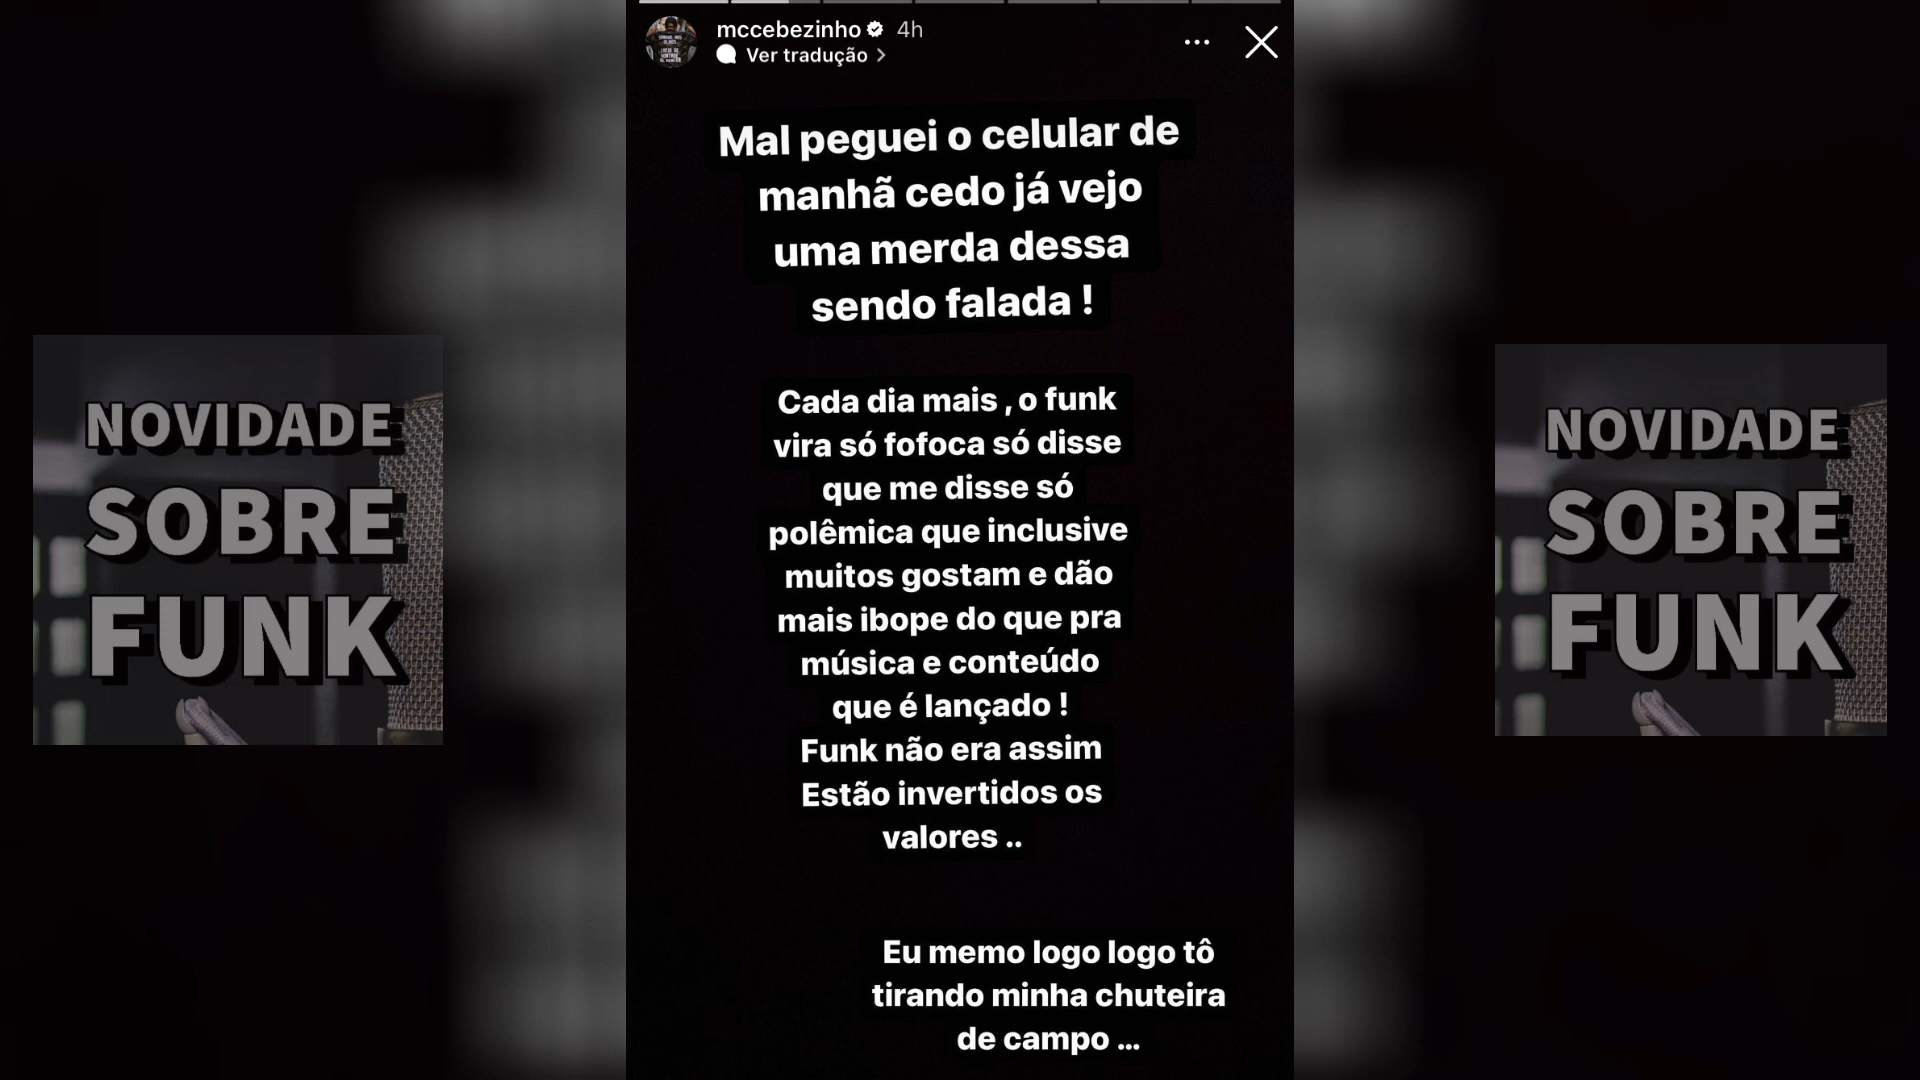 mccebezinho 4h
Ver tradução
Mal peguei o celular de
manhã cedo já vejo
uma merda dessa
sendo falada !
Cada dia mais , o funk
vira só fofoca só disse
que me disse só
polêmica que inclusive
muitos gostam e dão
mais ibope do que pra
música e conteúdo
que é lançado !
Funk não era assim
Estão invertidos os
valores ..
Eu memo logo logo tô
tirando minha chuteira
de campo ...
NOVIDADE
SOBRE
FUNK
NOVIDADE
SOBRE
FUNK